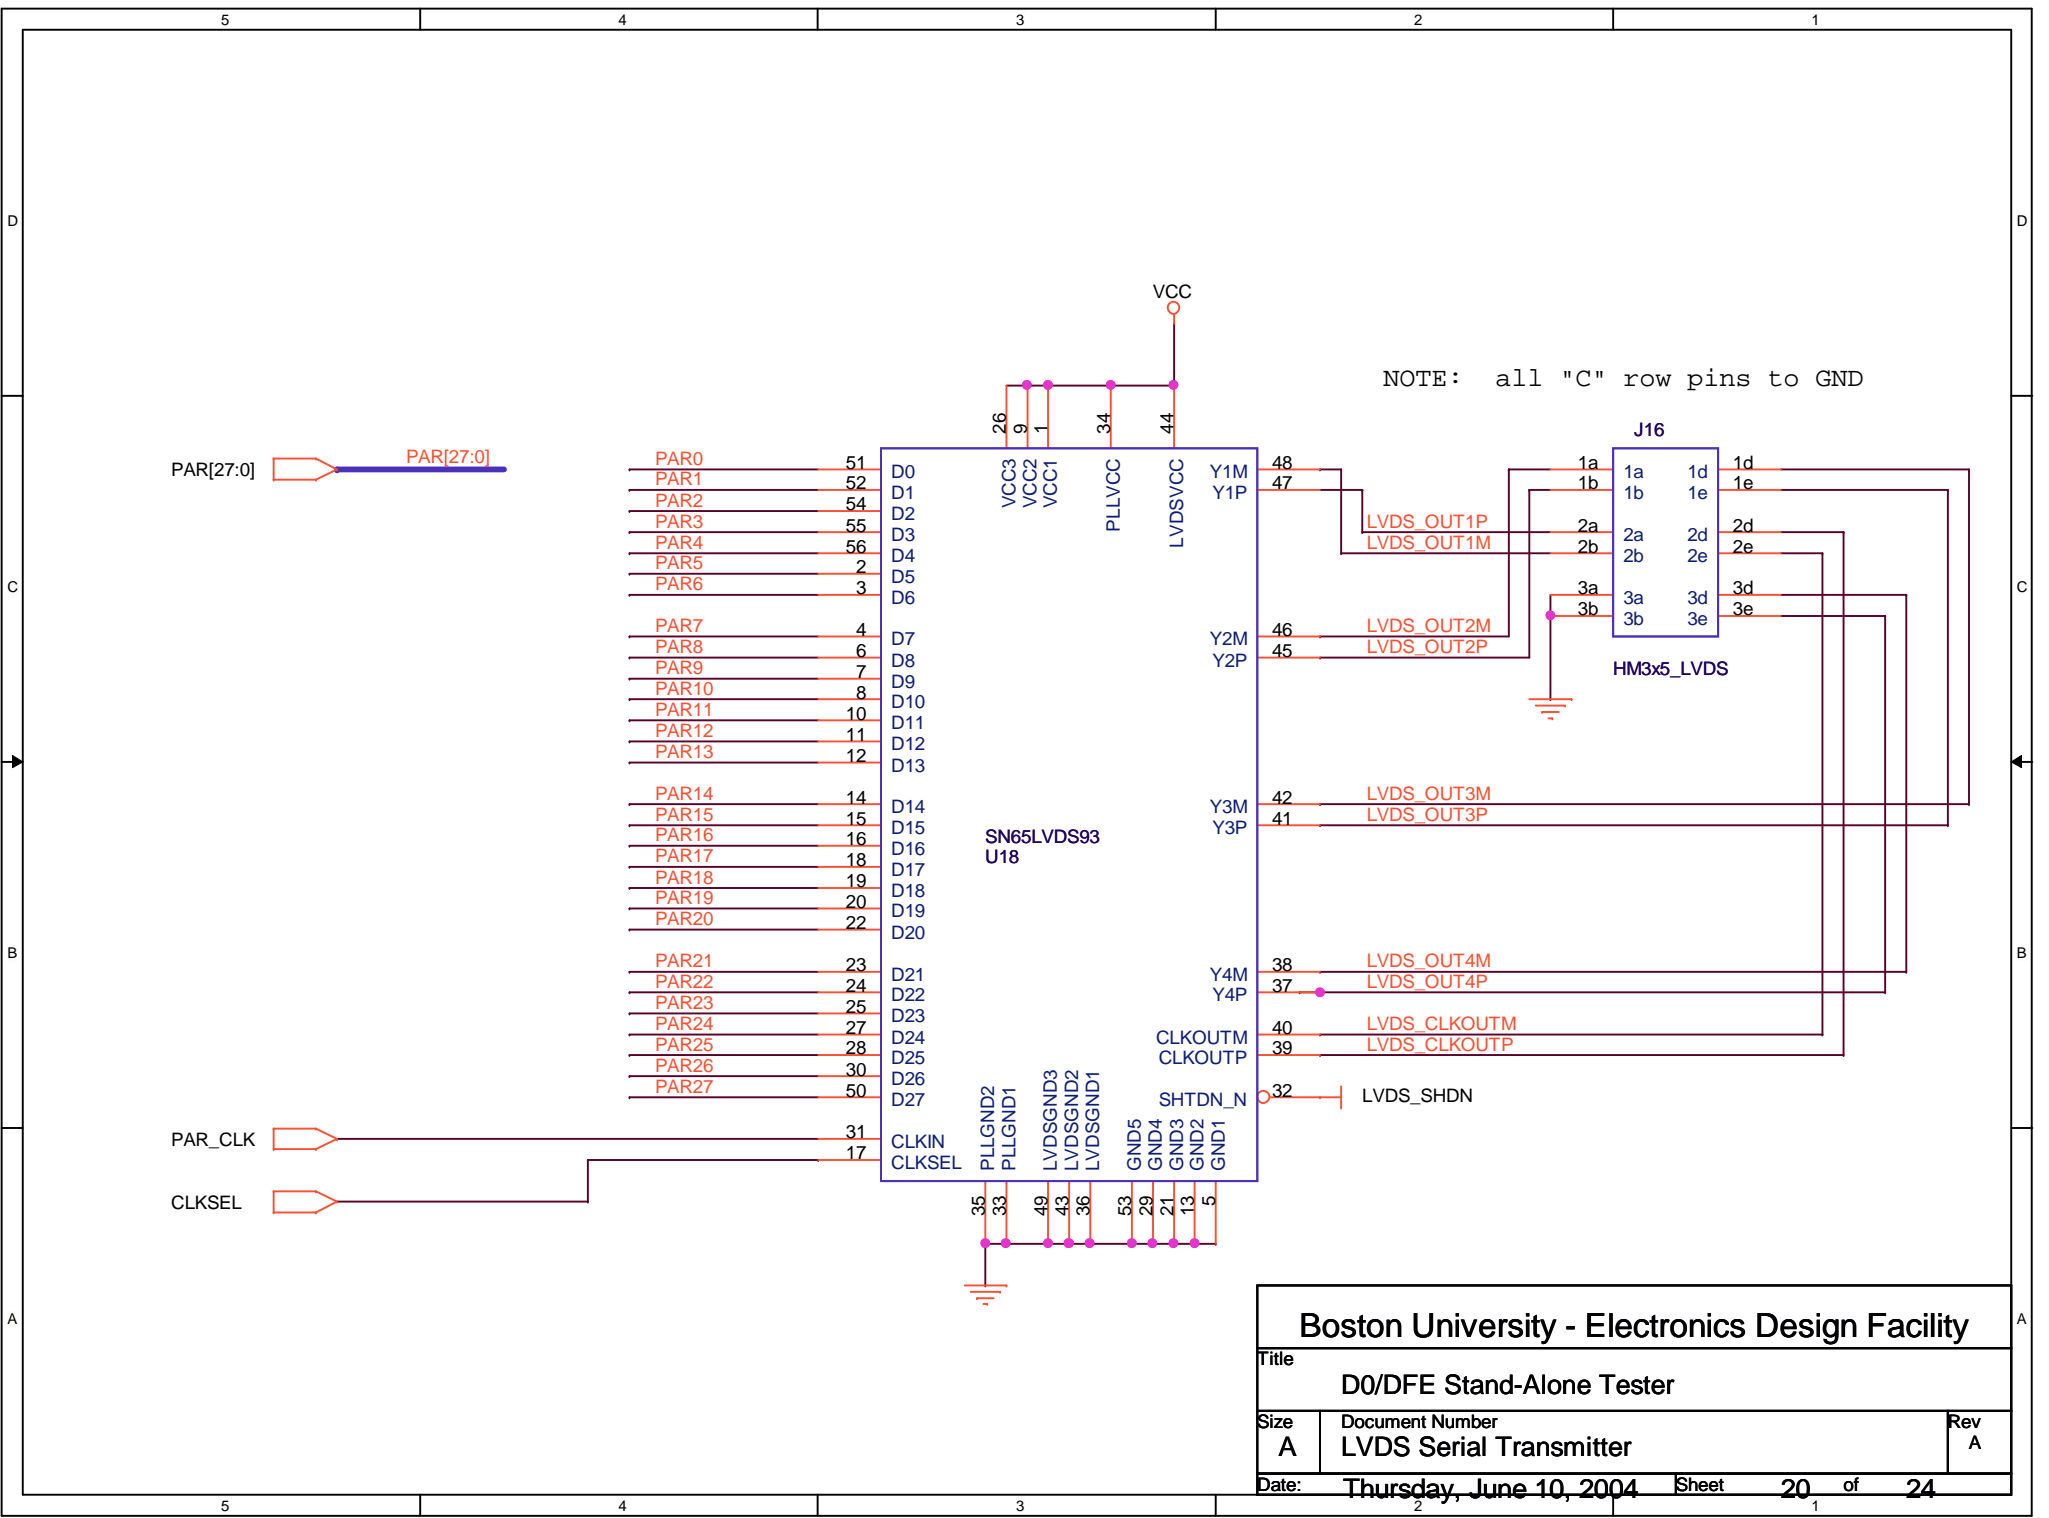 5 4 3 2 1
D D
C C
B B
A A
VCC
NOTE: all "C" row pins to GND
26 9 1 34 44
VCC3 VCC2 VCC1 PLLVCC LVDSVCC
PAR[27:0] PAR[27:0]
PAR0 51 D0
PAR1 52 D1
PAR2 54 D2
PAR3 55 D3
PAR4 56 D4
PAR5 2 D5
PAR6 3 D6
PAR7 4 D7
PAR8 6 D8
PAR9 7 D9
PAR10 8 D10
PAR11 10 D11
PAR12 11 D12
PAR13 12 D13
PAR14 14 D14
PAR15 15 D15
PAR16 16 D16
PAR17 18 D17
PAR18 19 D18
PAR19 20 D19
PAR20 22 D20
PAR21 23 D21
PAR22 24 D22
PAR23 25 D23
PAR24 27 D24
PAR25 28 D25
PAR26 30 D26
PAR27 50 D27
PAR_CLK 31 CLKIN
17 CLKSEL
CLKSEL
SN65LVDS93
U18
Y1M 48
Y1P 47
LVDS_OUT1P
LVDS_OUT1M
Y2M 46 LVDS_OUT2M
Y2P 45 LVDS_OUT2P
Y3M 42 LVDS_OUT3M
Y3P 41 LVDS_OUT3P
Y4M 38 LVDS_OUT4M
Y4P 37 LVDS_OUT4P
CLKOUTM 40 LVDS_CLKOUTM
CLKOUTP 39 LVDS_CLKOUTP
SHTDN_N 32 LVDS_SHDN
PLLGND2 PLLGND1 LVDSGND3 LVDSGND2 LVDSGND1 GND5 GND4 GND3 GND2 GND1
35 33 49 43 36 53 29 21 13 5
J16
1a 1a 1d 1d
1b 1b 1e 1e
2a 2a 2d 2d
2b 2b 2e 2e
3a 3a 3d 3d
3b 3b 3e 3e
HM3x5_LVDS
Boston University - Electronics Design Facility
Title
D0/DFE Stand-Alone Tester
Size Document Number Rev
A LVDS Serial Transmitter A
Date: Thursday, June 10, 2004 Sheet 20 of 24
5 4 3 2 1